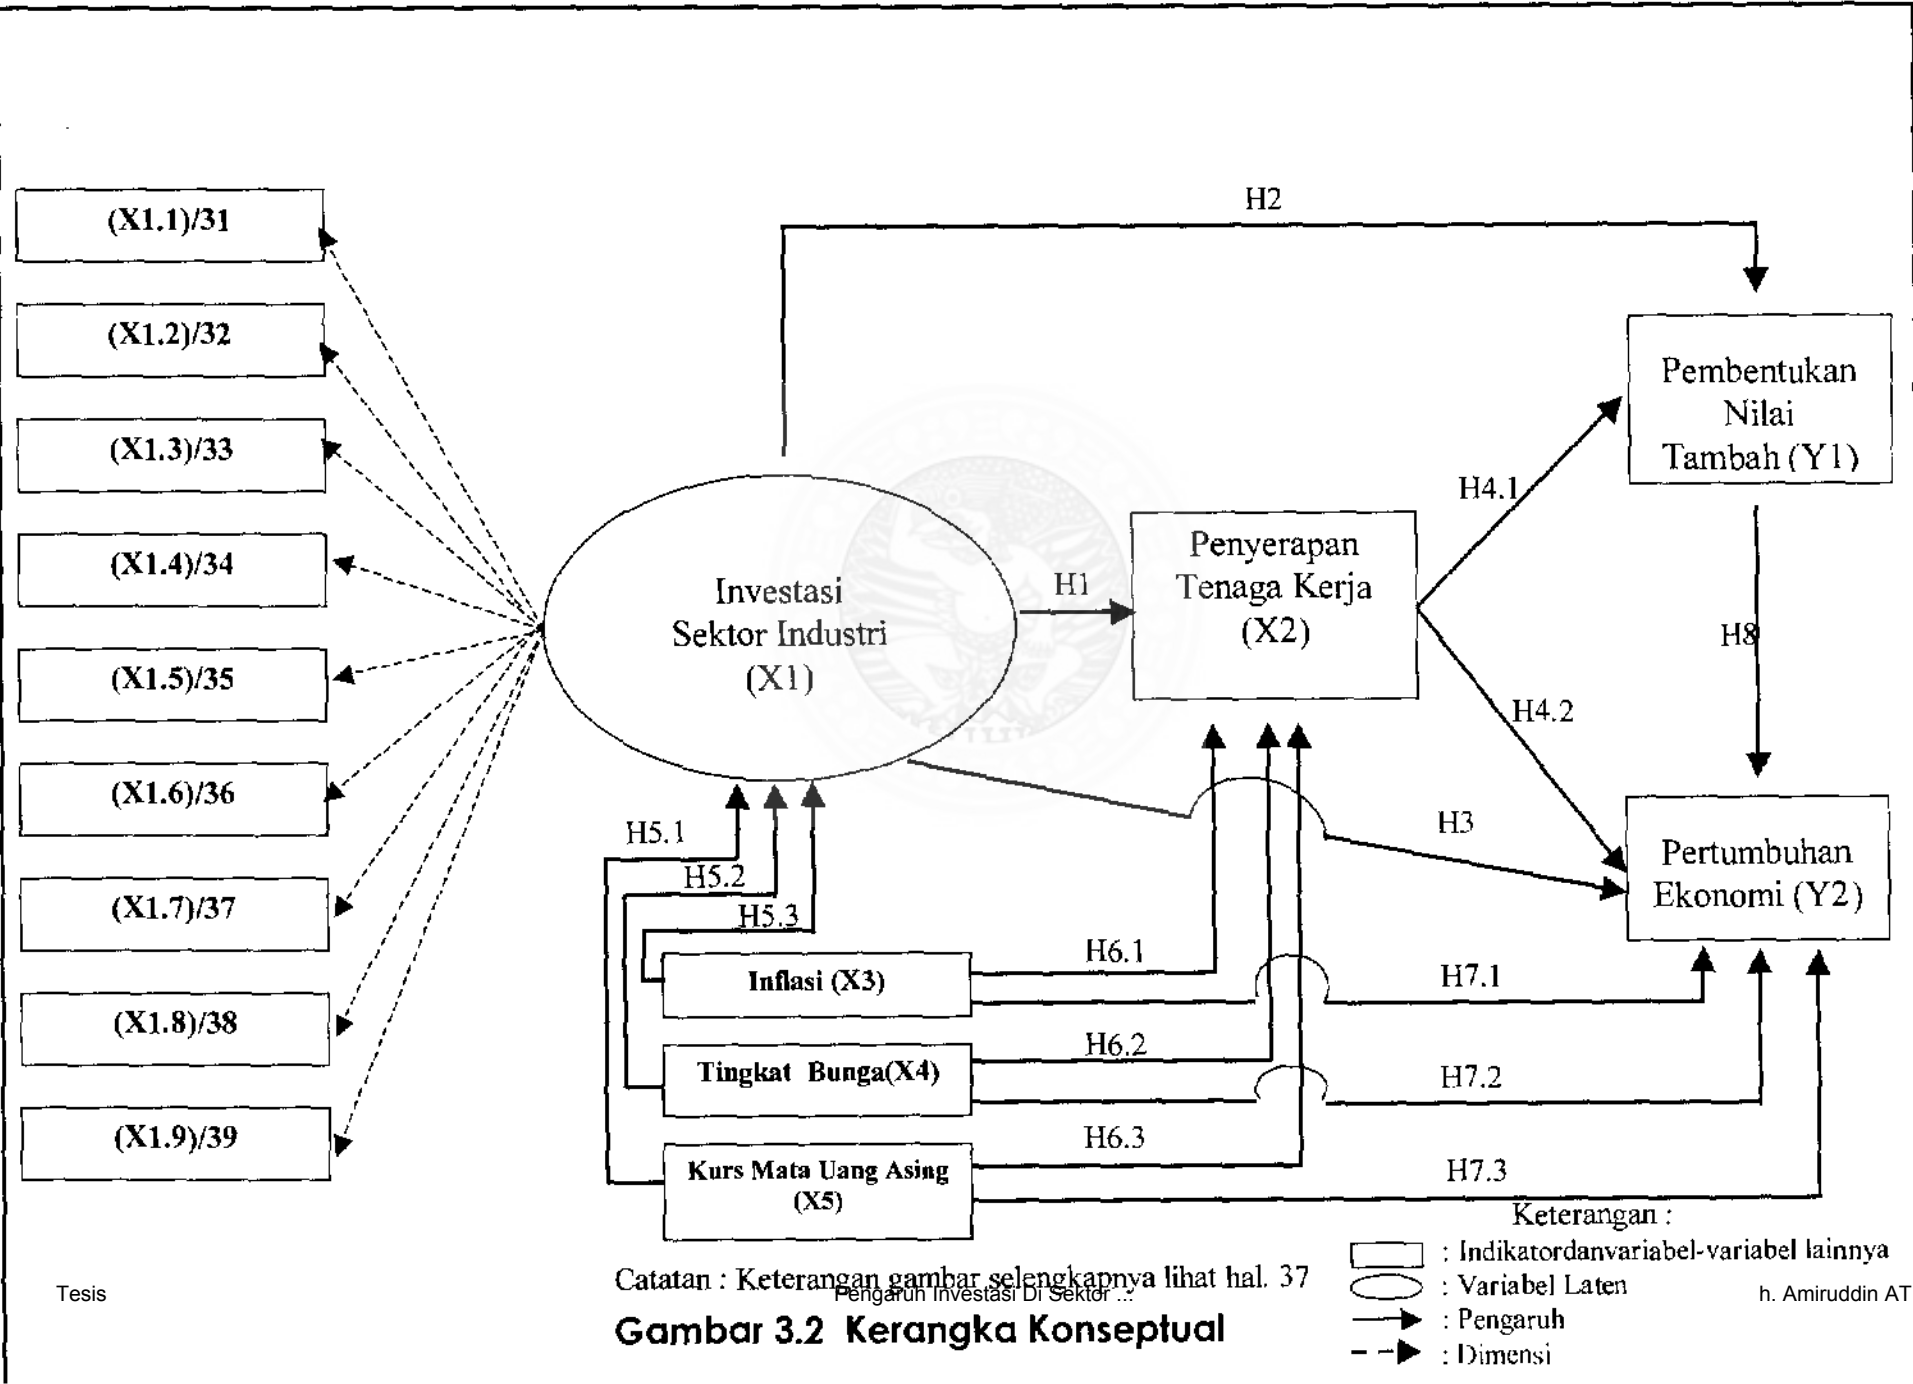 H2
(X1.1)/31
(X1.2)/32
(X1.3)/33
(X1.4)/34
(X1.5)/35
(X1.6)/36
(X1.7)/37
(X1.8)/38
(X1.9)/39
Investasi
Sektor Industri
(X1)
H1
Penyerapan
Tenaga Kerja
(X2)
H4.1
H4.2
Pembentukan
Nilai
Tambah (Y1)
H8
H3
Pertumbuhan
Ekonomi (Y2)
H5.1
H5.2
H5.3
Inflasi (X3)
H6.1
H7.1
Tingkat Bunga(X4)
H6.2
H7.2
Kurs Mata Uang Asing
(X5)
H6.3
H7.3
Keterangan :
: Indikatordanvariabel-variabel lainnya
: Variabel Laten
: Pengaruh
: Dimensi
Catatan : Keterangan gambar selengkapnya lihat hal. 37
Tesis
Pengaruh Investasi Di Sektor ...
h. Amiruddin AT
Gambar 3.2 Kerangka Konseptual